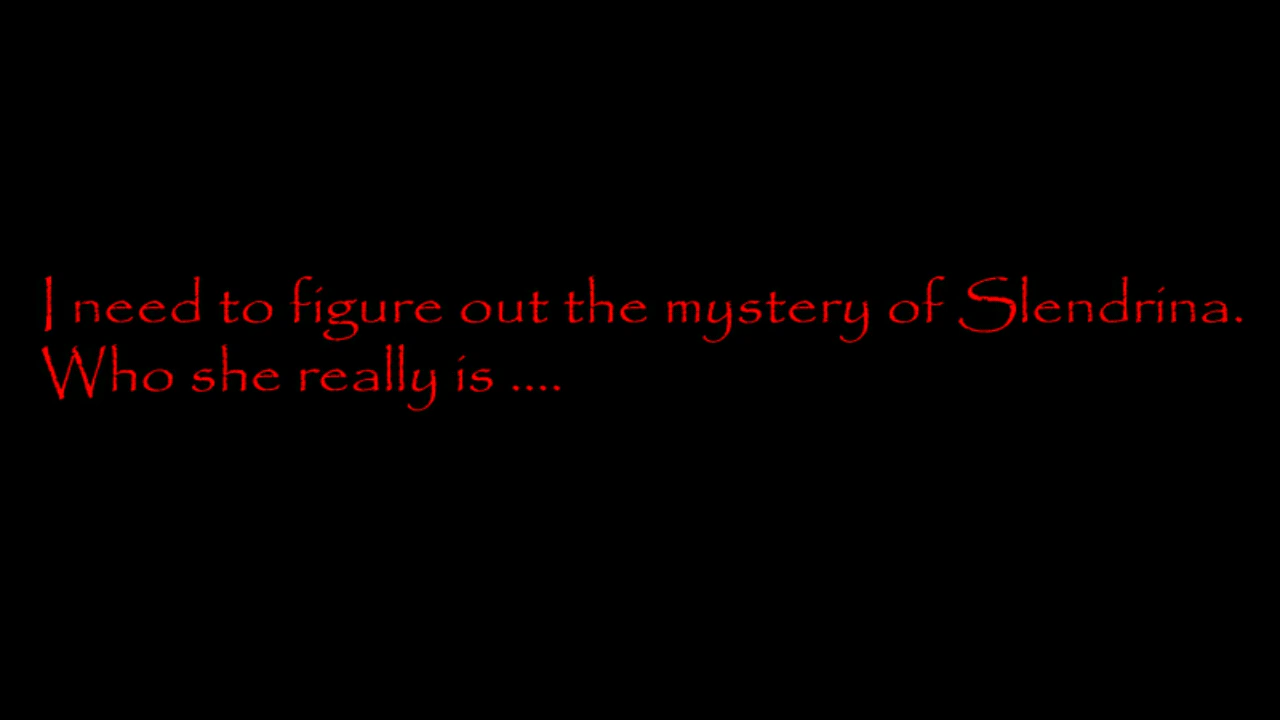 I need to figure out the mystery of Slendrina.
Who she really is ....